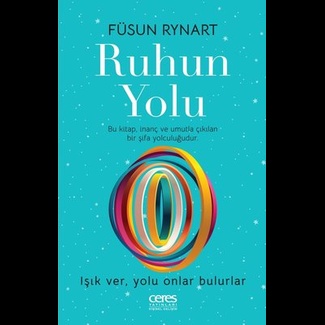 FÜSUN RYNART
Ruhun
Yolu
Bu kitap, inanç ve umutla çıkılan
bir şifa yolculuğudur.
Işık ver, yolu onlar bulurlar
ceres
YAYINLARI